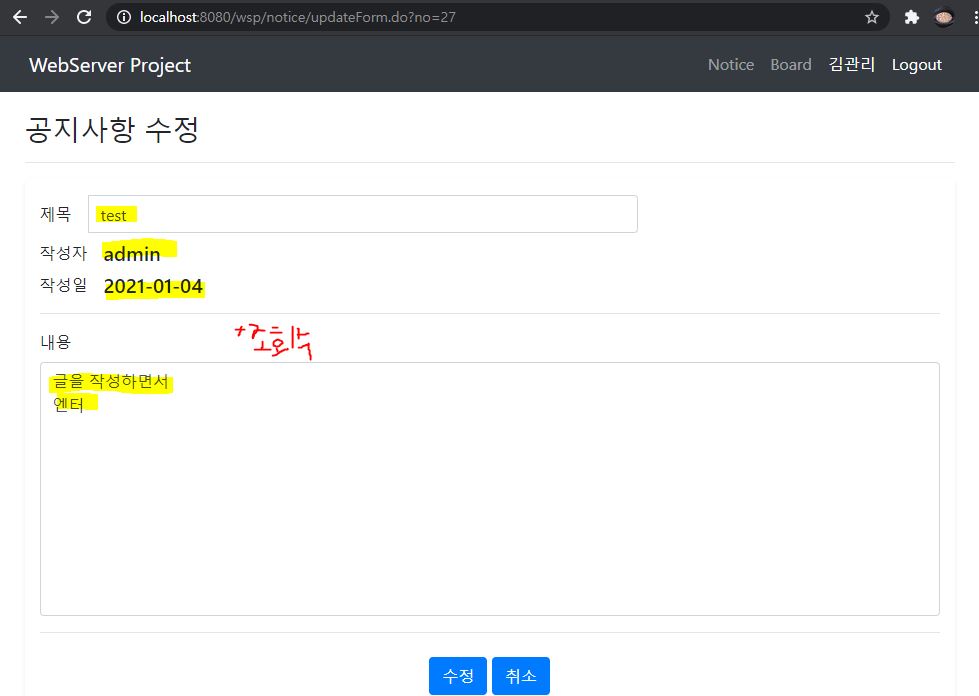 localhost:8080/wsp/notice/updateForm.do?no=27
WebServer Project Notice Board 김관리 Logout
공지사항 수정
제목 test
작성자 admin
작성일 2021-01-04
내용 +조회수
글을 작성하면서
엔터
수정 취소